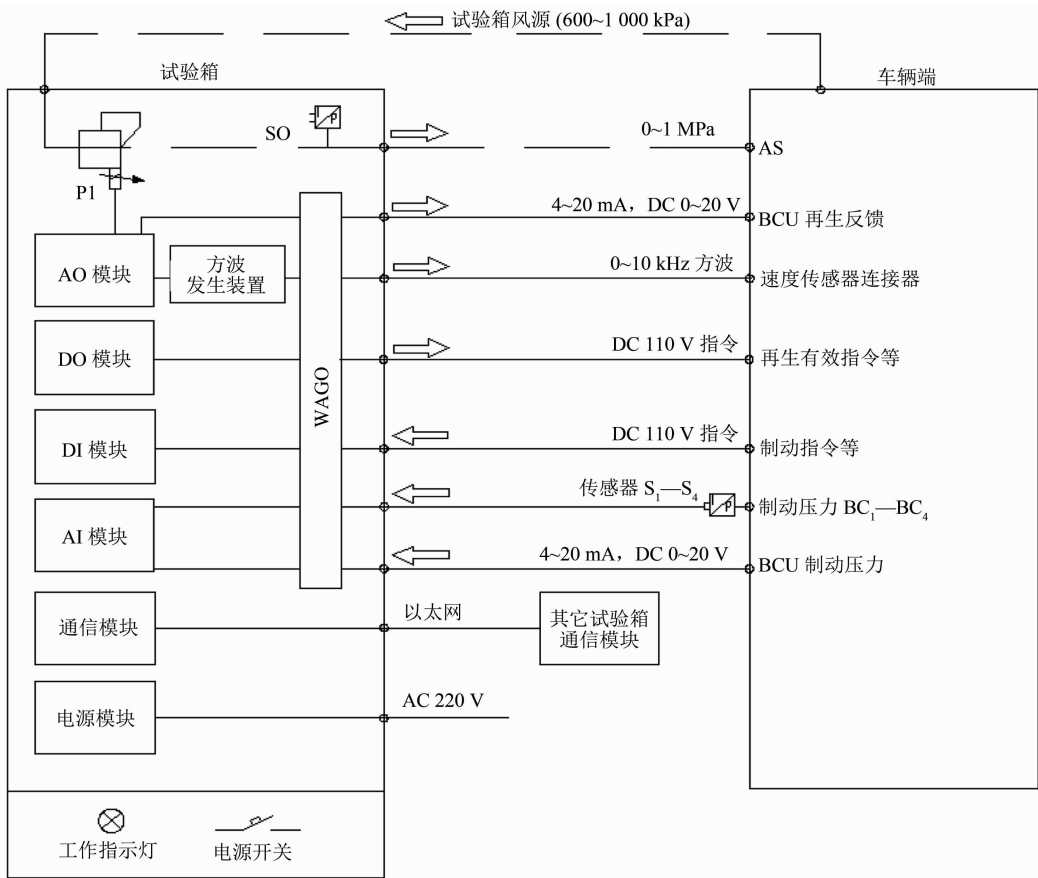 试验箱风源 (600~1 000 kPa)
试验箱
车辆端
SO
P
0~1 MPa
AS
P1
4~20 mA，DC 0~20 V
BCU 再生反馈
AO 模块
方波
发生装置
0~10 kHz 方波
速度传感器连接器
DO 模块
DC 110 V 指令
再生有效指令等
WAGO
DI 模块
DC 110 V 指令
制动指令等
传感器 S₁—S₄
I
P
制动压力 BC₁—BC₄
AI 模块
4~20 mA，DC 0~20 V
BCU 制动压力
通信模块
以太网
其它试验箱
通信模块
电源模块
AC 220 V
工作指示灯
电源开关